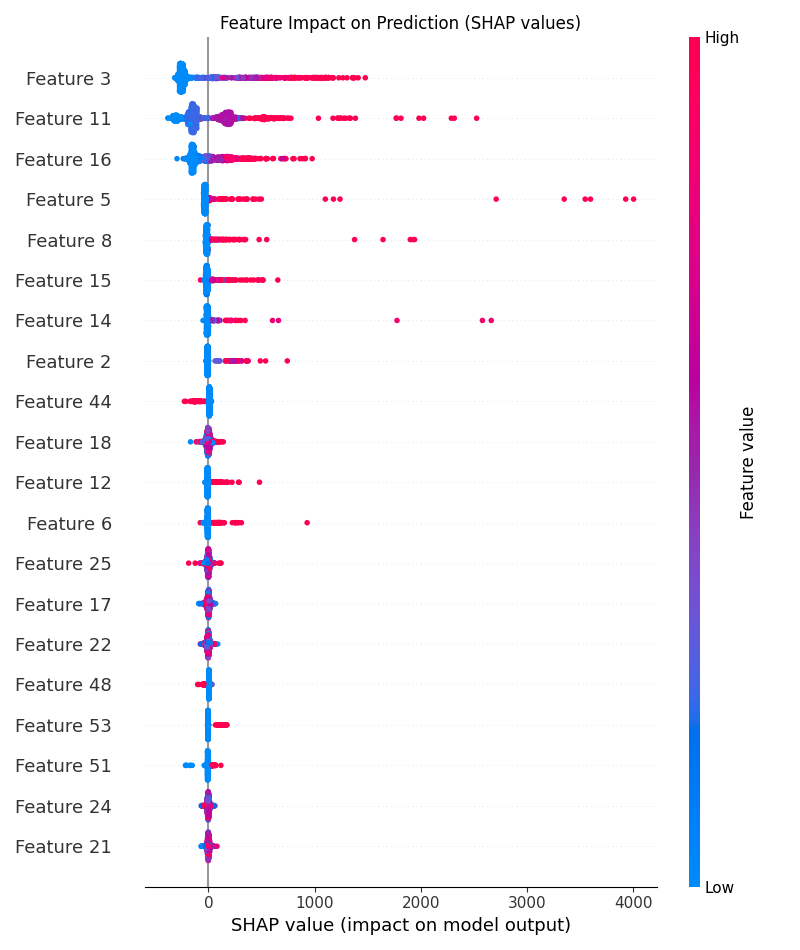 Feature Impact on Prediction (SHAP values)
High
Feature 3
Feature 11
Feature 16
Feature 5
Feature 8
Feature 15
Feature 14
Feature 2
Feature 44
Feature 18
Feature 12
Feature 6
Feature 25
Feature 17
Feature 22
Feature 48
Feature 53
Feature 51
Feature 24
Feature 21
Feature value
Low
0 1000 2000 3000 4000
SHAP value (impact on model output)